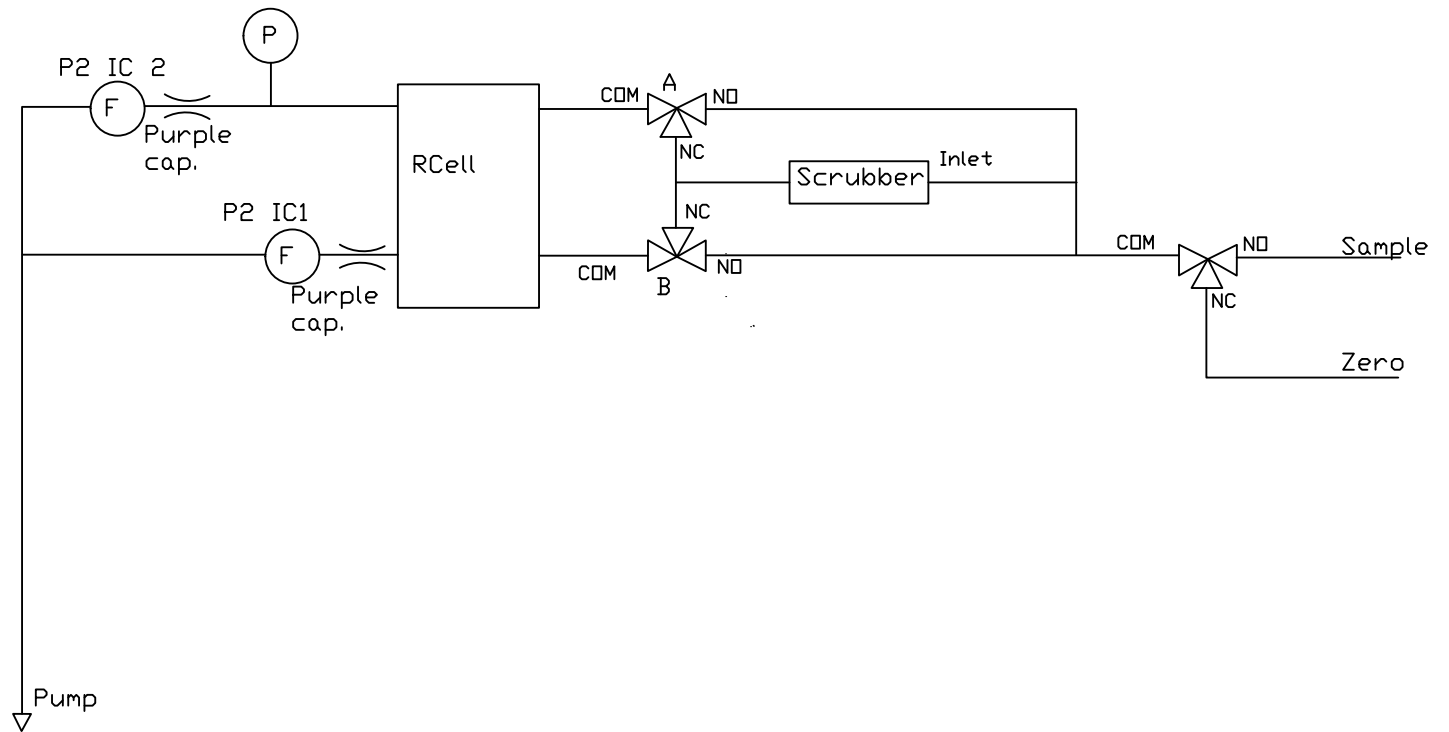 P
P2 IC 2
F
Purple
cap.
COM
A
NO
NC
RCell
Scrubber
Inlet
P2 IC1
F
Purple
cap.
NC
COM
B
NO
COM
NO
Sample
NC
Zero
Pump